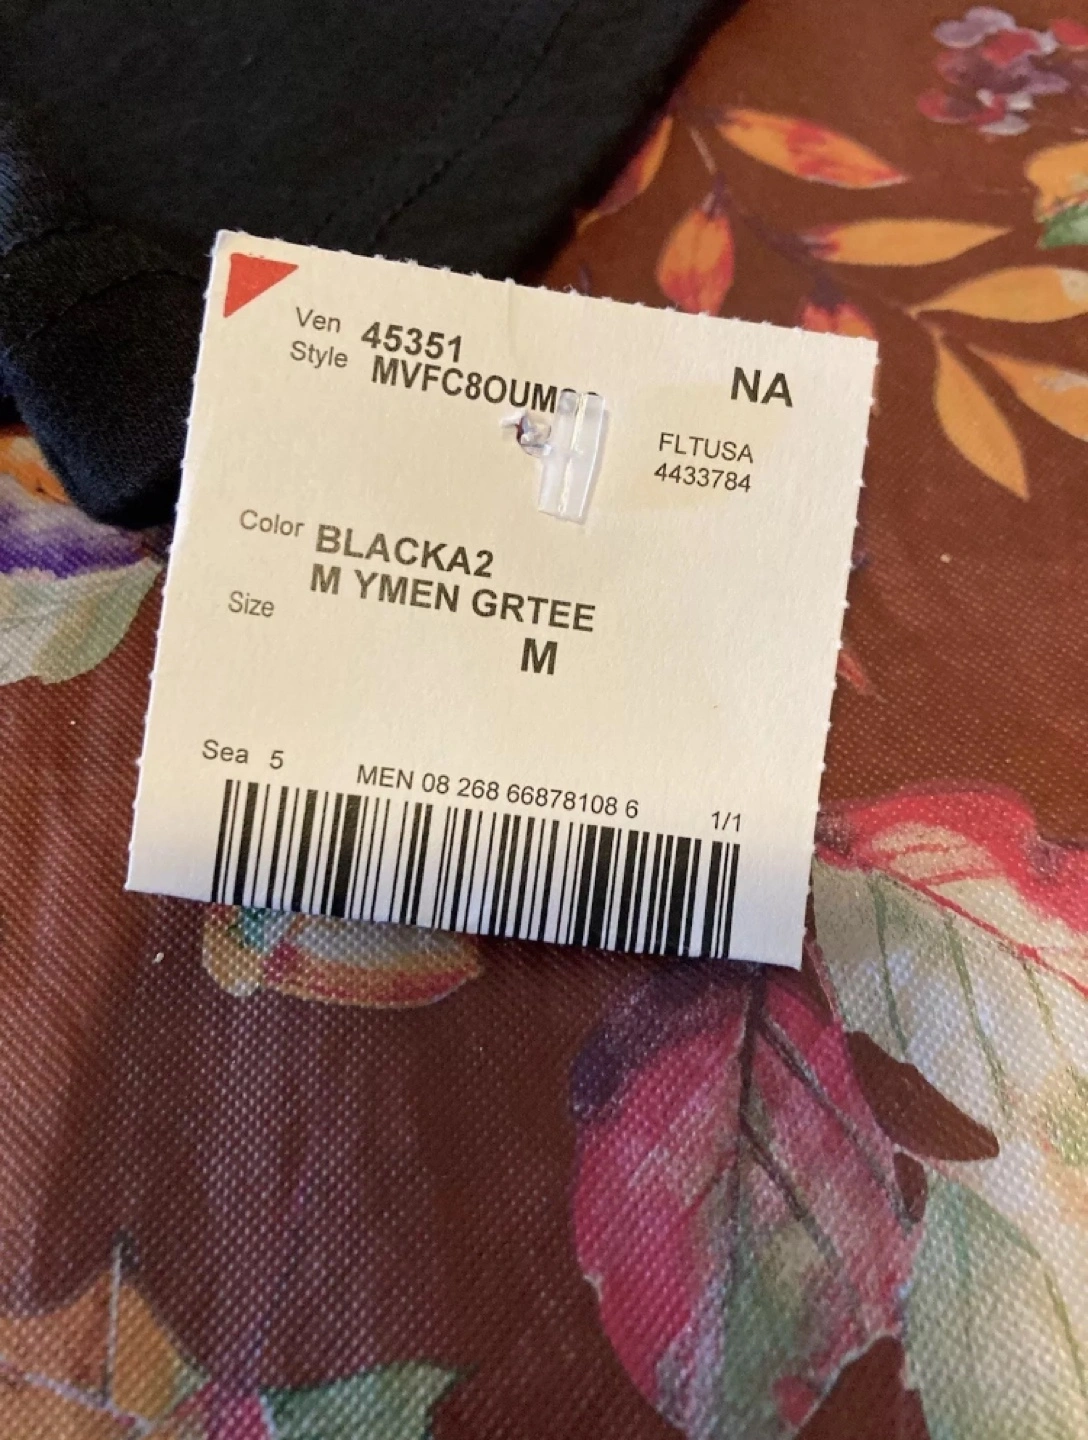 Ven 45351
Style
NA
FLTUSA
4433784
Color BLACKA2
M YMEN GRTEE
Size
M
Sea 5
MEN 08 268 66878108 6
1/1